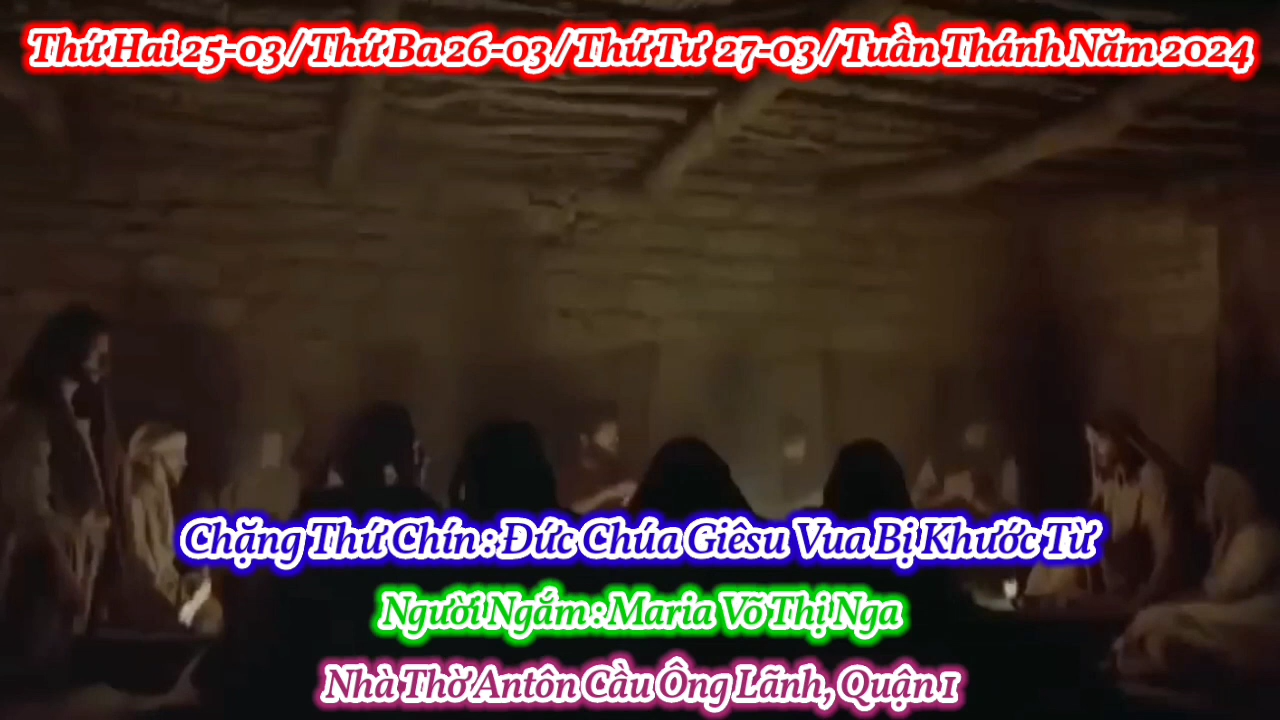 Thứ Hai 25-03 / Thứ Ba 26-03 / Thứ Tư 27-03 / Tuần Thánh Năm 2024
Chặng Thứ Chín : Đức Chúa Giêsu Vua Bị Khước Từ
Người Ngắm : Maria Võ Thị Nga
Nhà Thờ Antôn Cầu Ông Lãnh, Quận 1